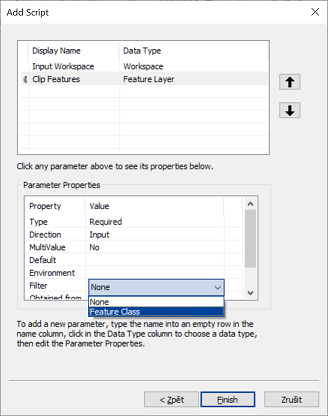 Add Script
Display Name Data Type
Input Workspace Workspace
Clip Features Feature Layer
Click any parameter above to see its properties below.
Parameter Properties
Property Value
Type Required
Direction Input
MultiValue No
Default
Environment
Filter None
Obtained from
None
Feature Class
To add a new parameter, type the name into an empty row in the
name column, click in the Data Type column to choose a data type,
then edit the Parameter Properties.
< Zpět Finish Zrušit